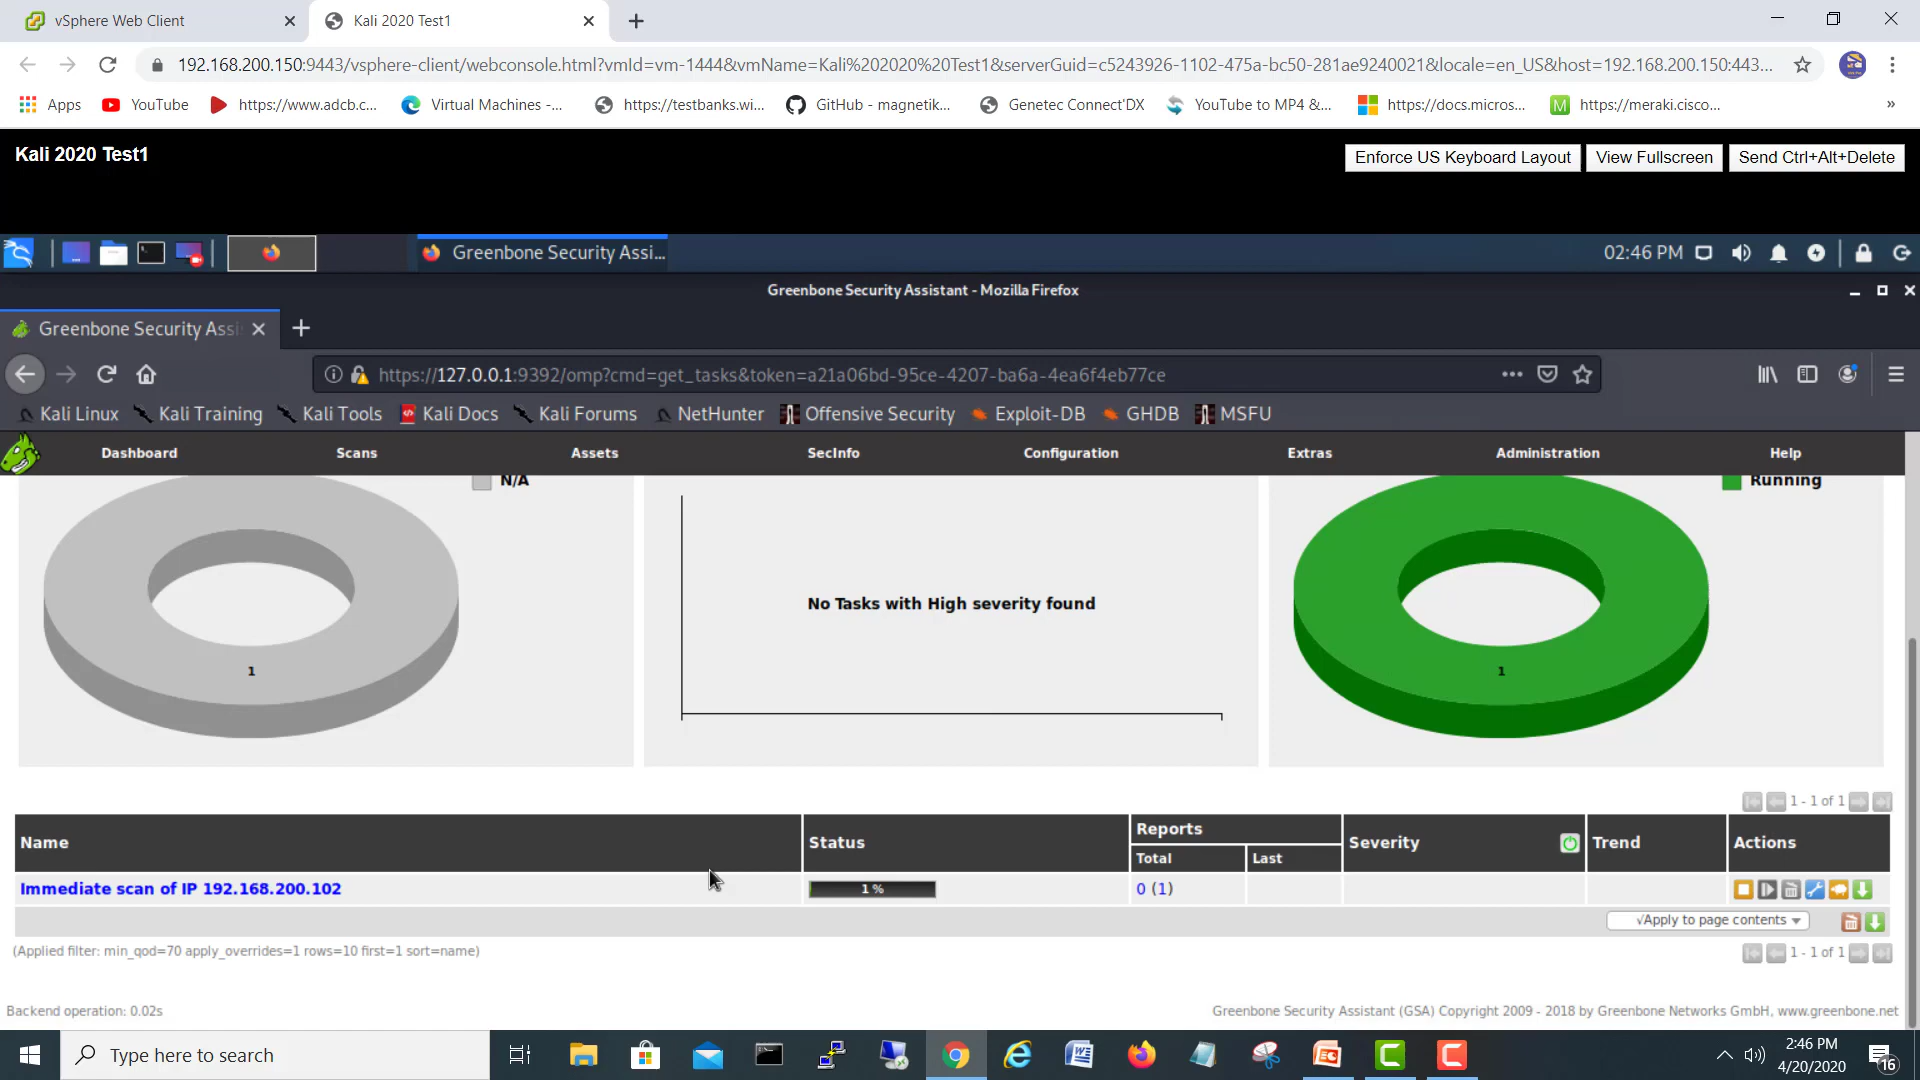 vSphere Web Client
Kali 2020 Test1
192.168.200.150:9443/vsphere-client/webconsole.html?vmId=vm-1444&vmName=Kali%202020%20Test1&serverGuid=c5243926-1102-475a-bc50-281ae9240021&locale=en_US&host=192.168.200.150:443...
Apps YouTube https://www.adcb.c... Virtual Machines -... https://testbanks.wi... GitHub - magnetik... Genetec Connect'DX YouTube to MP4 &... https://docs.micros... M https://meraki.cisco... »
Kali 2020 Test1
Enforce US Keyboard Layout View Fullscreen Send Ctrl+Alt+Delete
Greenbone Security Assi... 02:46 PM
Greenbone Security Assistant - Mozilla Firefox
Greenbone Security Assi
https://127.0.0.1:9392/omp?cmd=get_tasks&token=a21a06bd-95ce-4207-ba6a-4ea6f4eb77ce
Kali Linux Kali Training Kali Tools Kali Docs Kali Forums NetHunter Offensive Security Exploit-DB GHDB MSFU
Dashboard Scans Assets SecInfo Configuration Extras Administration Help
N/A
Running
No Tasks with High severity found
1
1
1 - 1 of 1
Name Status Reports Severity Trend Actions
Total Last
Immediate scan of IP 192.168.200.102 1 % 0 (1)
√Apply to page contents
(Applied filter: min_qod=70 apply_overrides=1 rows=10 first=1 sort=name)
1 - 1 of 1
Backend operation: 0.02s
Greenbone Security Assistant (GSA) Copyright 2009 - 2018 by Greenbone Networks GmbH, www.greenbone.net
Type here to search
2:46 PM
4/20/2020
16